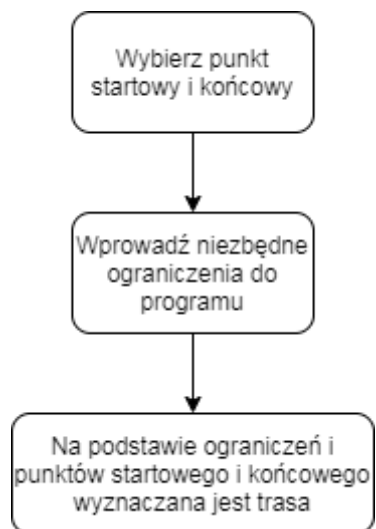 Wybierz punkt
startowy i końcowy
Wprowadź niezbędne
ograniczenia do
programu
Na podstawie ograniczeń i
punktów startowego i końcowego
wyznaczana jest trasa